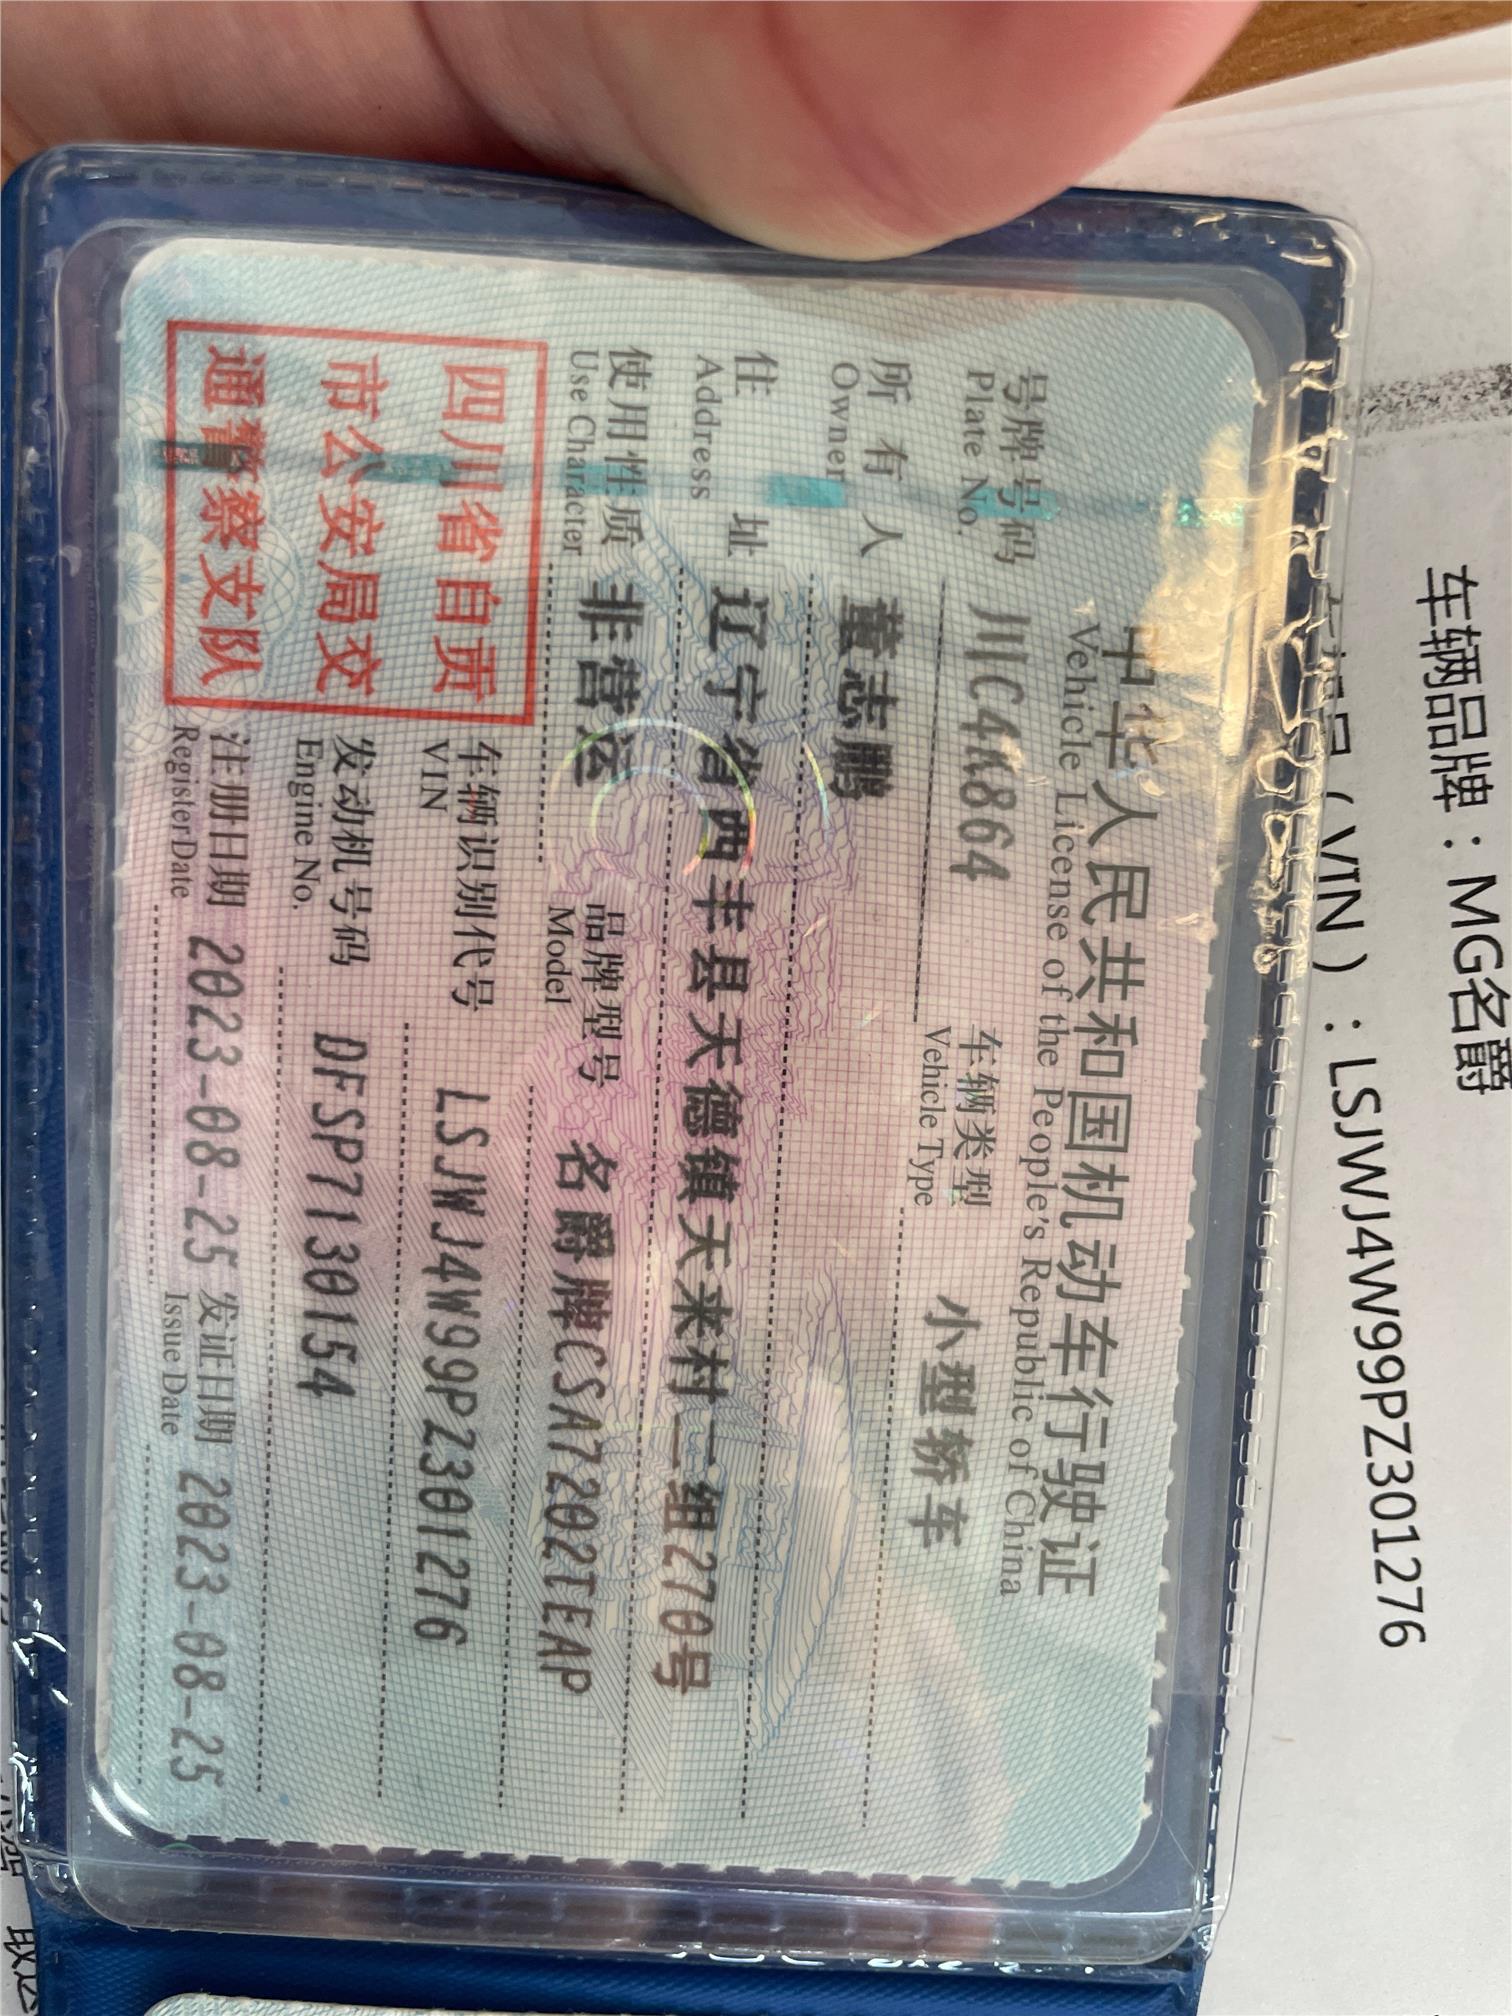 中华人民共和国机动车行驶证
Vehicle License of the People's Republic of China
号牌号码 川C4K864 车辆类型 小型轿车
Plate No. Vehicle Type
所有人 董志鹏
Owner
住址 辽宁省西丰县天德镇天来村二组270号
Address
使用性质 非营运 品牌型号 名爵牌CSA7202TEAP
Use Character Model
四川省自贡
市公安局交
通警察支队
车辆识别代号 LSJWJ4W99PZ301276
VIN
发动机号码 DFSP7130154
Engine No.
注册日期 2023-08-25 发证日期 2023-08-25
Register Date Issue Date
车辆品牌：MG名爵
（VIN）：LSJWJ4W99PZ301276